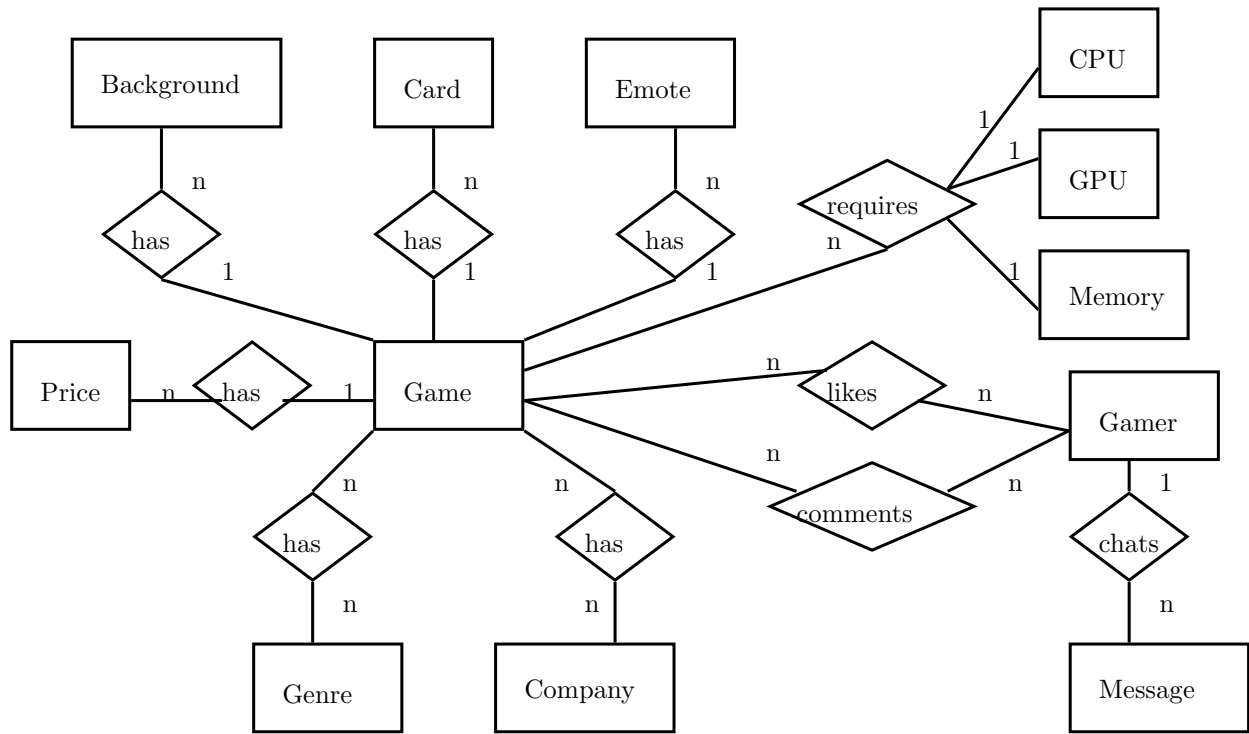 CPU
Background
Card
Emote
1
1
GPU
n
n
n
requires
has
has
has
n
1
1
1
1
Memory
n
likes
Price
n
has
1
Game
n
Gamer
n
n
n
n
1
comments
has
has
chats
n
n
n
Genre
Company
Message